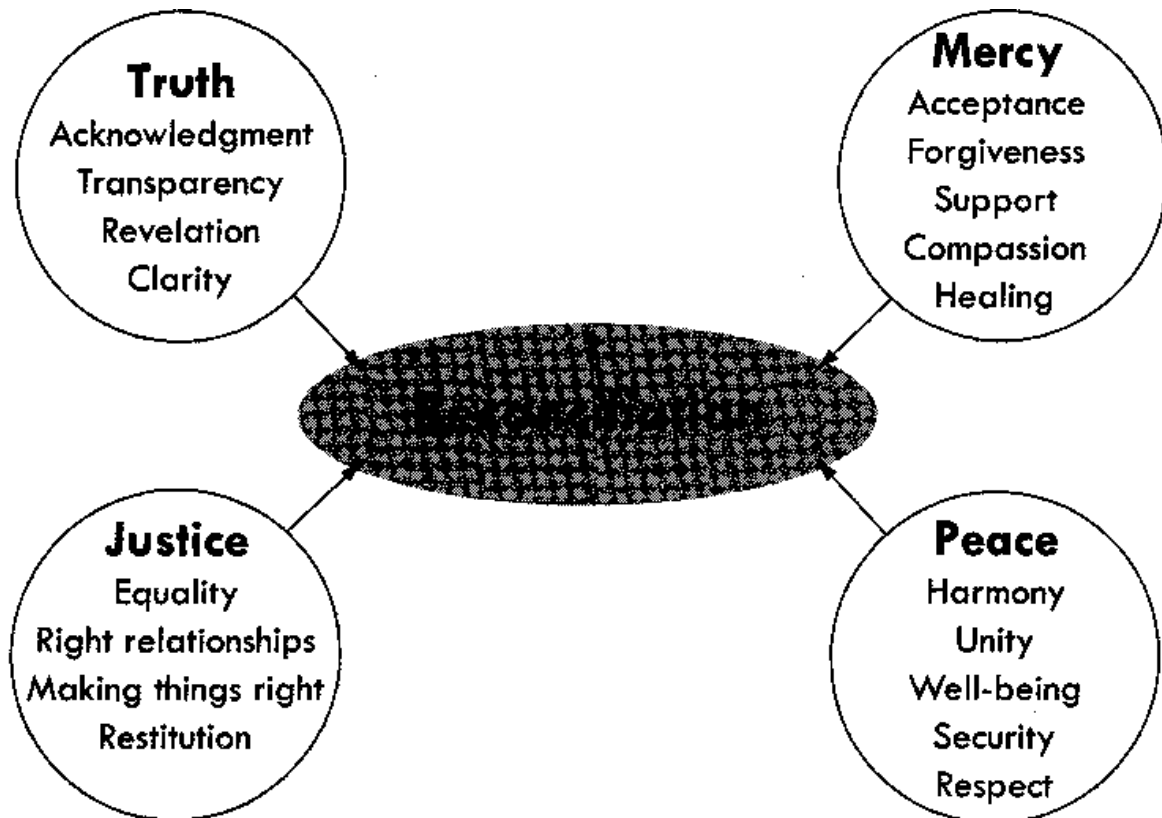 Truth
Acknowledgment
Transparency
Revelation
Clarity
Mercy
Acceptance
Forgiveness
Support
Compassion
Healing
Reconciliation
Justice
Equality
Right relationships
Making things right
Restitution
Peace
Harmony
Unity
Well-being
Security
Respect